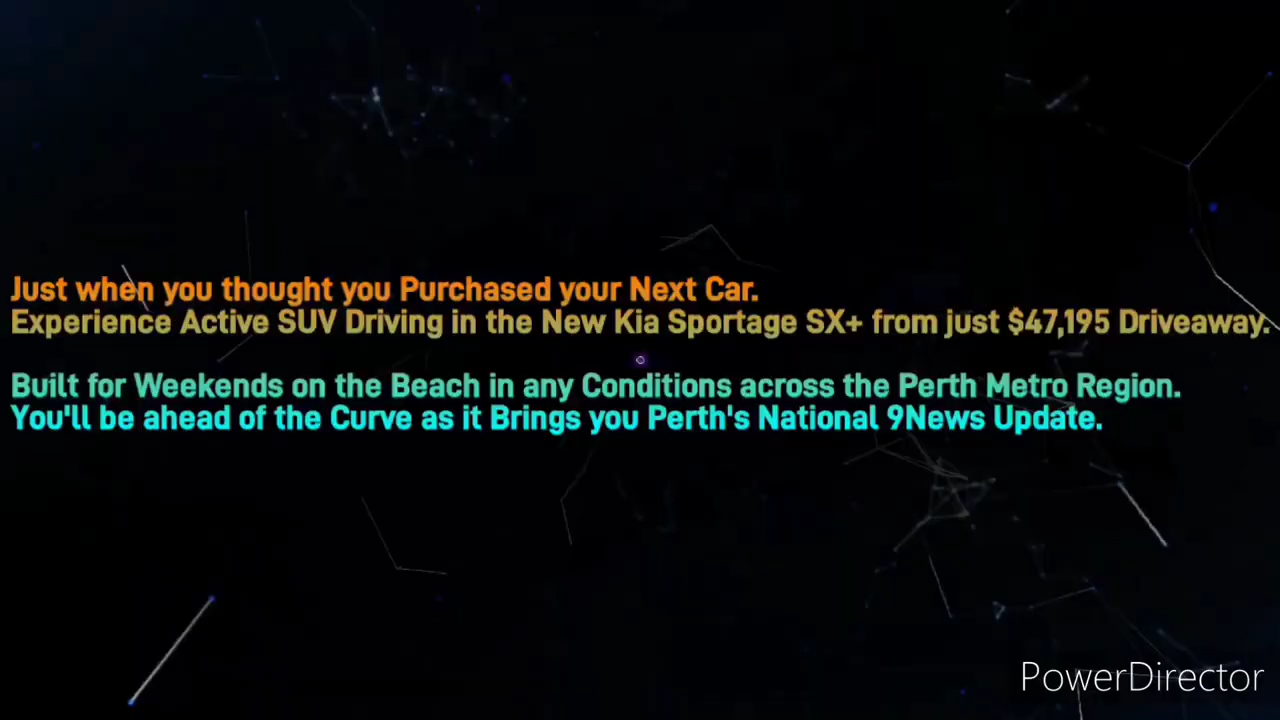 Just when you thought you Purchased your Next Car.
Experience Active SUV Driving in the New Kia Sportage SX+ from just $47,195 Driveaway.
Built for Weekends on the Beach in any Conditions across the Perth Metro Region.
You'll be ahead of the Curve as it Brings you Perth's National 9News Update.
PowerDirector